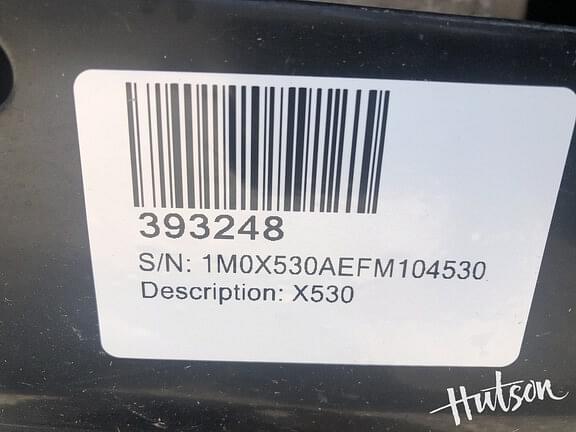 393248
S/N: 1M0X530AEFM104530
Description: X530
Hutson